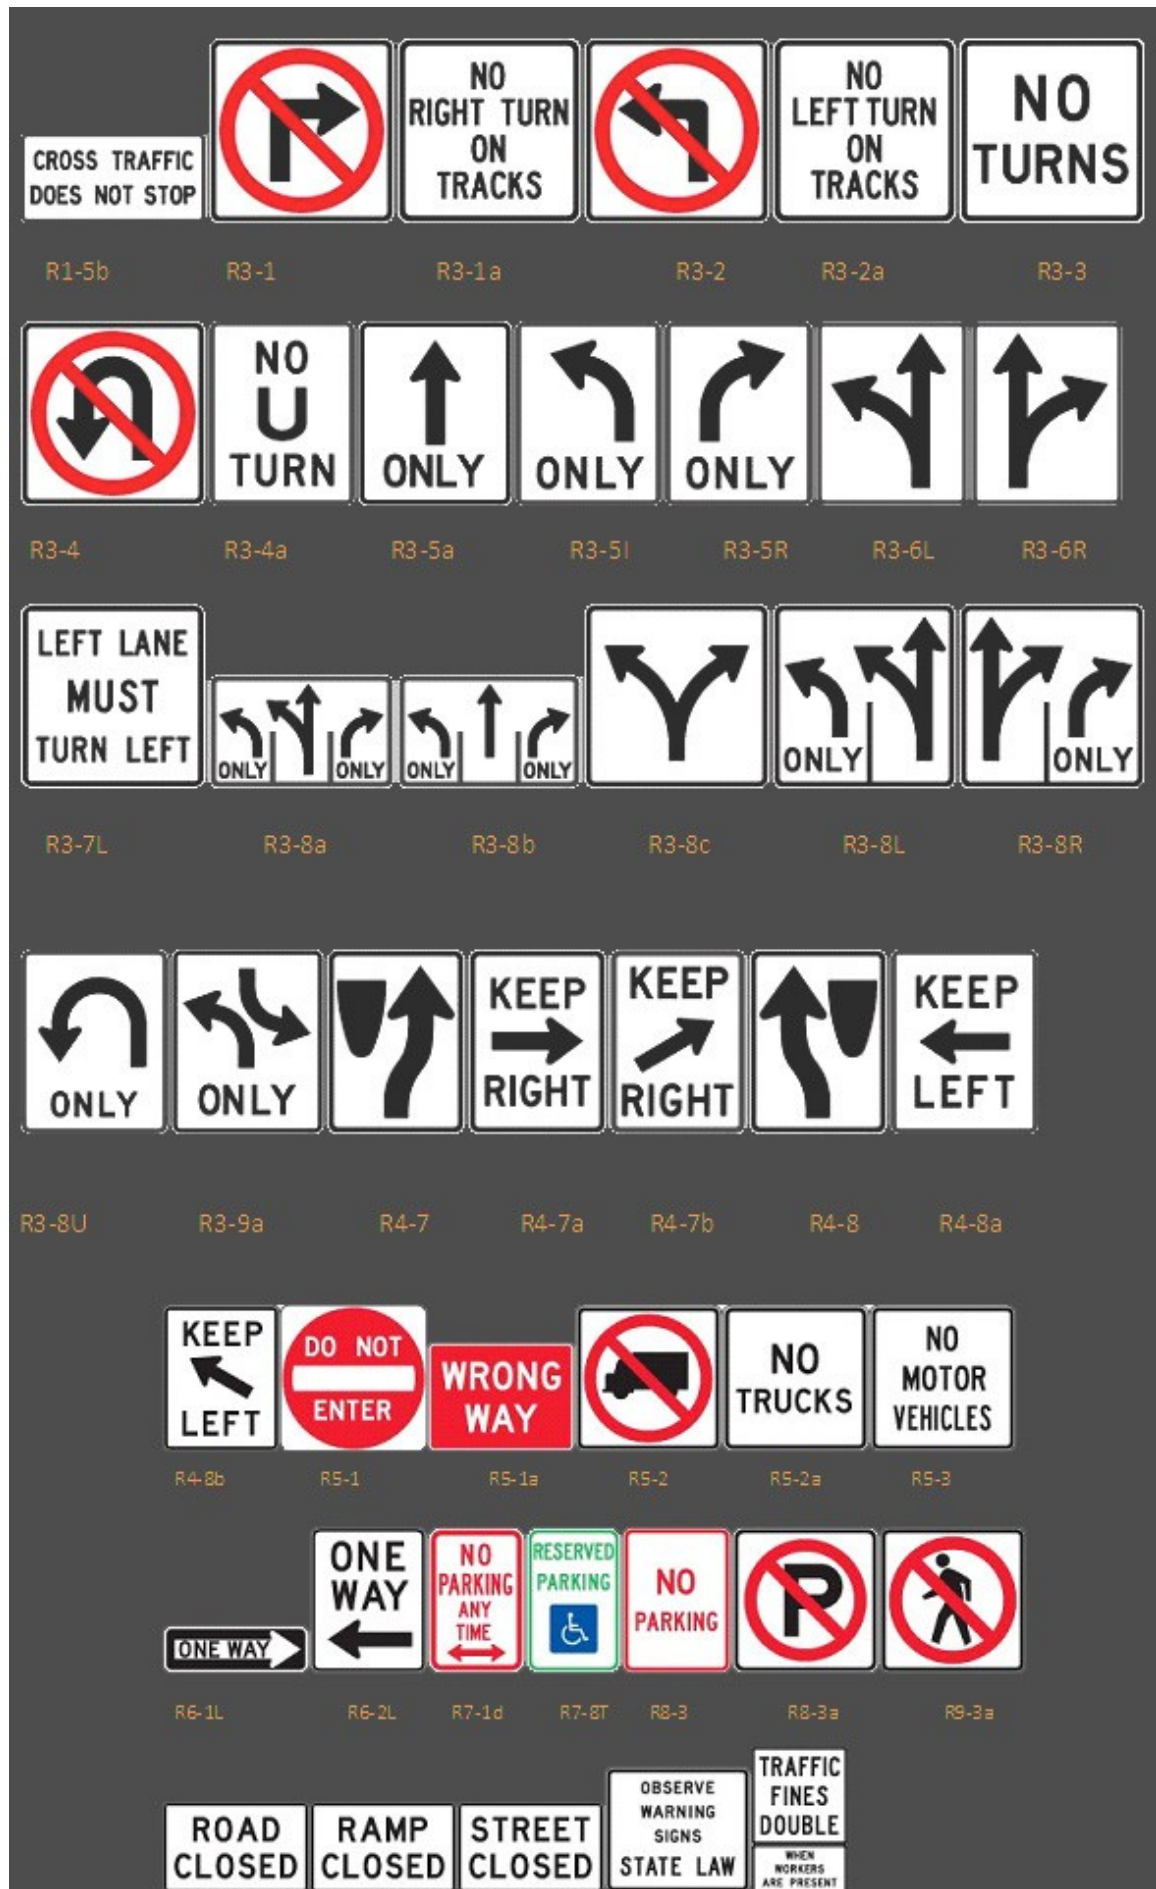 CROSS TRAFFIC
DOES NOT STOP
NO
RIGHT TURN
ON
TRACKS
NO
LEFT TURN
ON
TRACKS
NO
TURNS
R1-5b
R3-1
R3-1a
R3-2
R3-2a
R3-3
NO
U
TURN
ONLY
ONLY
ONLY
R3-4
R3-4a
R3-5a
R3-5l
R3-5R
R3-6L
R3-6R
LEFT LANE
MUST
TURN LEFT
ONLY
ONLY
ONLY
ONLY
ONLY
ONLY
R3-7L
R3-8a
R3-8b
R3-8c
R3-8L
R3-8R
ONLY
ONLY
KEEP
RIGHT
KEEP
RIGHT
KEEP
LEFT
R3-8U
R3-9a
R4-7
R4-7a
R4-7b
R4-8
R4-8a
KEEP
LEFT
DO NOT
ENTER
WRONG
WAY
NO
TRUCKS
NO
MOTOR
VEHICLES
R4-8b
R5-1
R5-1a
R5-2
R5-2a
R5-3
ONE WAY
ONE
WAY
NO
PARKING
ANY
TIME
RESERVED
PARKING
NO
PARKING
P
R6-1L
R6-2L
R7-1d
R7-8T
R8-3
R8-3a
R9-3a
ROAD
CLOSED
RAMP
CLOSED
STREET
CLOSED
OBSERVE
WARNING
SIGNS
STATE LAW
TRAFFIC
FINES
DOUBLE
WHEN
WORKERS
ARE PRESENT